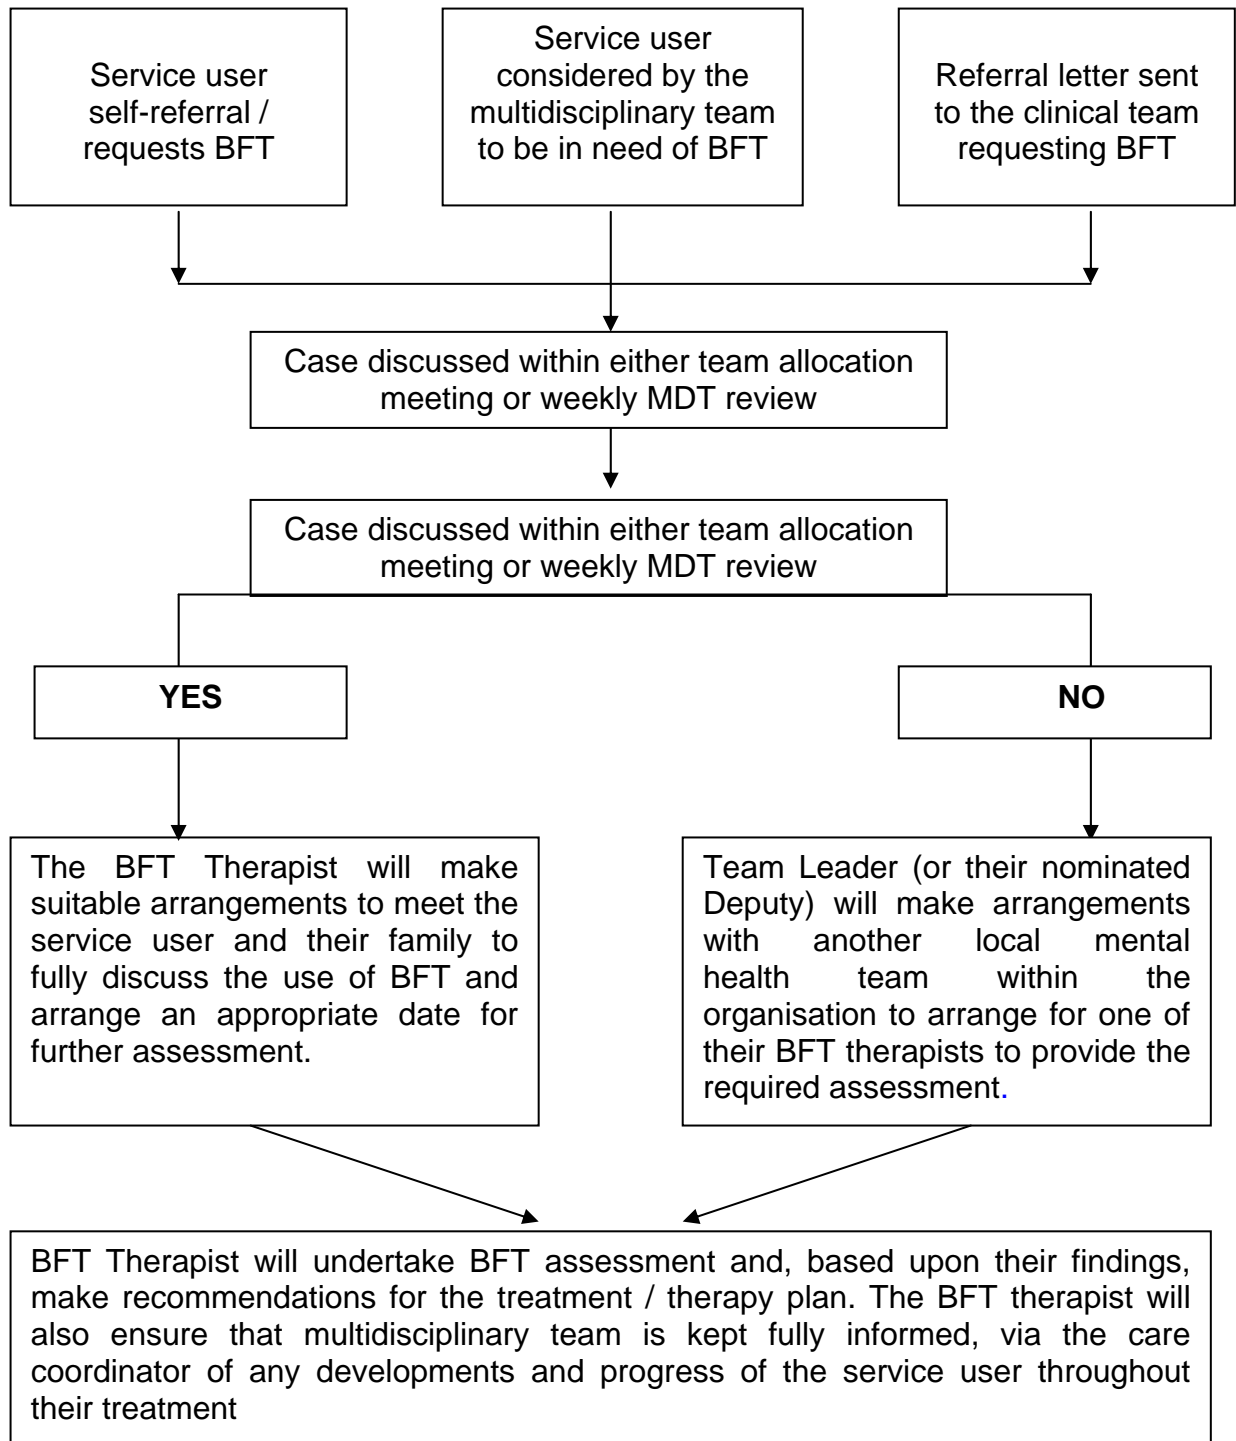 Service user
self-referral /
requests BFT
Service user
considered by the
multidisciplinary team
to be in need of BFT
Referral letter sent
to the clinical team
requesting BFT
Case discussed within either team allocation
meeting or weekly MDT review
Case discussed within either team allocation
meeting or weekly MDT review
YES
NO
The BFT Therapist will make
suitable arrangements to meet the
service user and their family to
fully discuss the use of BFT and
arrange an appropriate date for
further assessment.
Team Leader (or their nominated
Deputy) will make arrangements
with another local mental
health team within the
organisation to arrange for one of
their BFT therapists to provide the
required assessment.
BFT Therapist will undertake BFT assessment and, based upon their findings,
make recommendations for the treatment / therapy plan. The BFT therapist will
also ensure that multidisciplinary team is kept fully informed, via the care
coordinator of any developments and progress of the service user throughout
their treatment